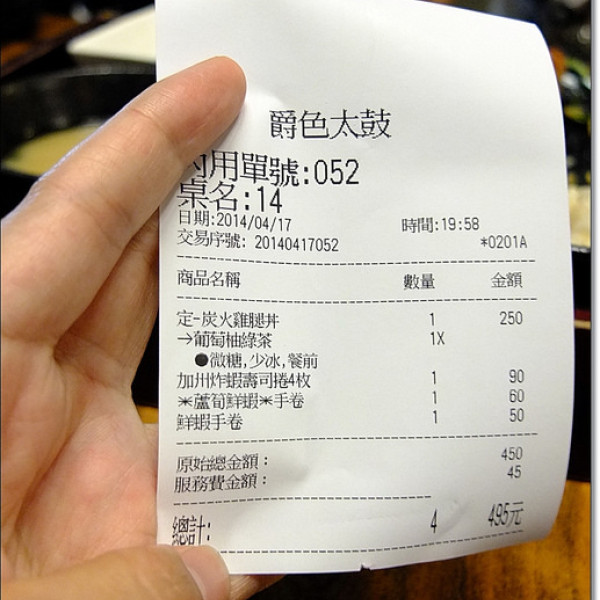 爵色太鼓
內用單號:052
桌名:14
日期:2014/04/17 時間:19:58
交易序號: 20140417052 *0201A
商品名稱 數量 金額
定-炭火雞腿丼 1 250
→葡萄柚綠茶 1X
●微糖,少冰,餐前
加州炸蝦壽司捲4枚 1 90
*蘆筍鮮蝦*手卷 1 60
鮮蝦手卷 1 50
原始總金額: 450
服務費金額: 45
總計: 4 495元